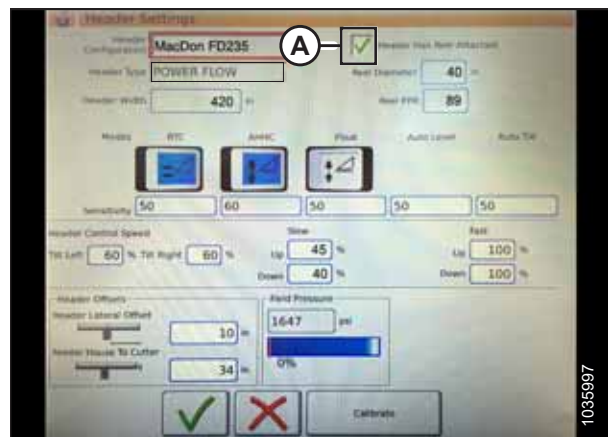 Header Settings
Header Configuration
MacDon FD235
A
Header Has Reel Attached
Header Type
POWER FLOW
Reel Diameter
40
in
Header Width
420
in
Reel PPR
89
Modes
RTC
AHHC
Float
Auto Level
Auto Tilt
Sensitivity
50
60
50
50
50
Header Control Speed
Slow
Fast
Tilt Left
60 %
Tilt Right
60 %
Up
45 %
Up
100 %
Down
40 %
Down
100 %
Header Offsets
Field Pressure
Header Lateral Offset
10
in
1647
psi
Feeder House To Cutter
34
in
0%
Calibrate
1035997